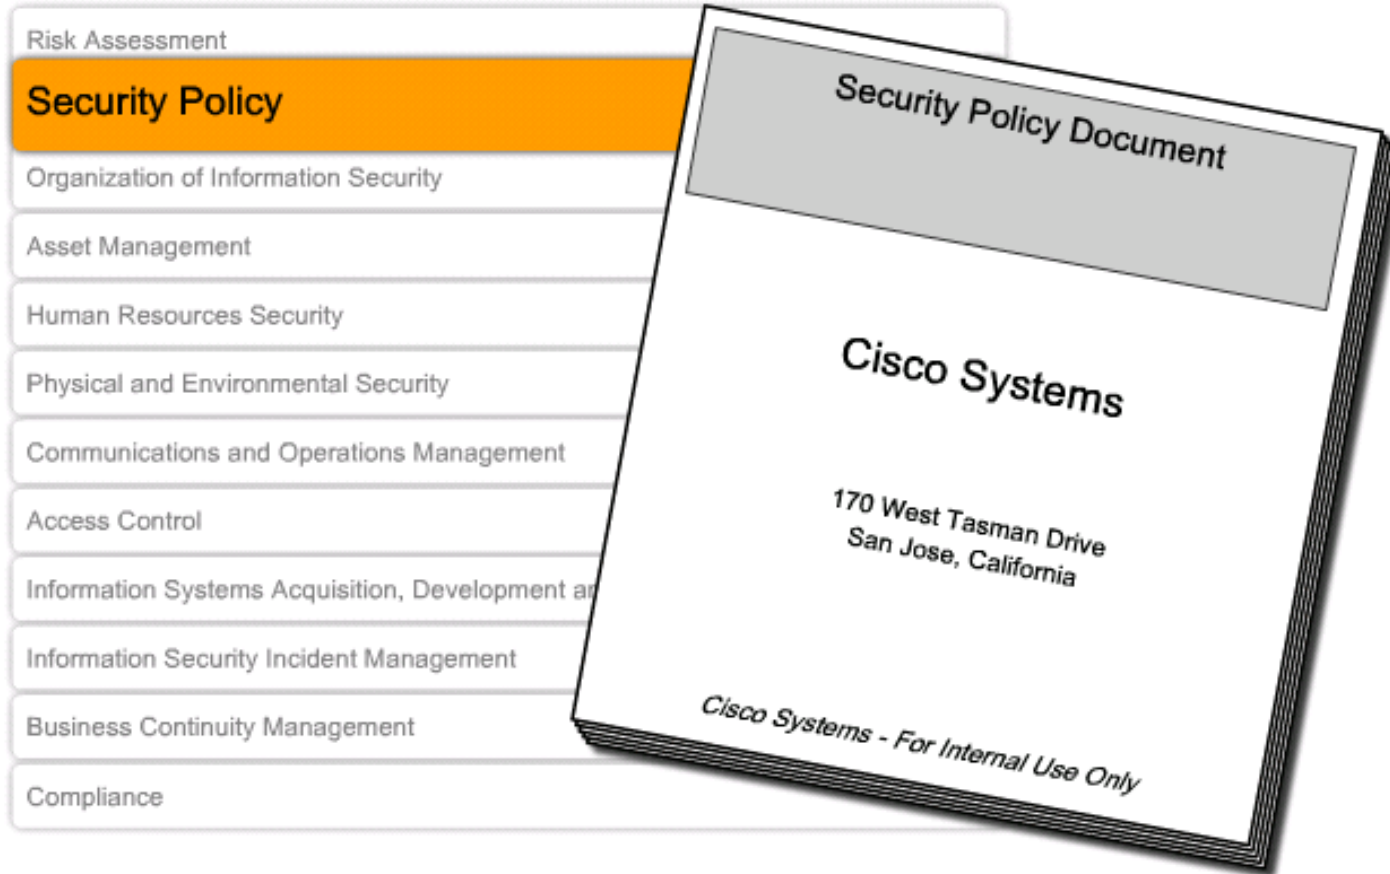 Risk Assessment
Security Policy
Organization of Information Security
Asset Management
Human Resources Security
Physical and Environmental Security
Communications and Operations Management
Access Control
Information Systems Acquisition, Development
Information Security Incident Management
Business Continuity Management
Compliance
Security Policy Document
Cisco Systems
170 West Tasman Drive
San Jose, California
Cisco Systems - For Internal Use Only